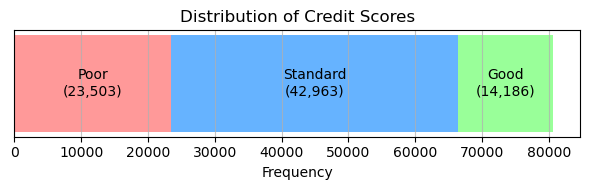 Distribution of Credit Scores
Poor
(23,503)
Standard
(42,963)
Good
(14,186)
0 10000 20000 30000 40000 50000 60000 70000 80000
Frequency